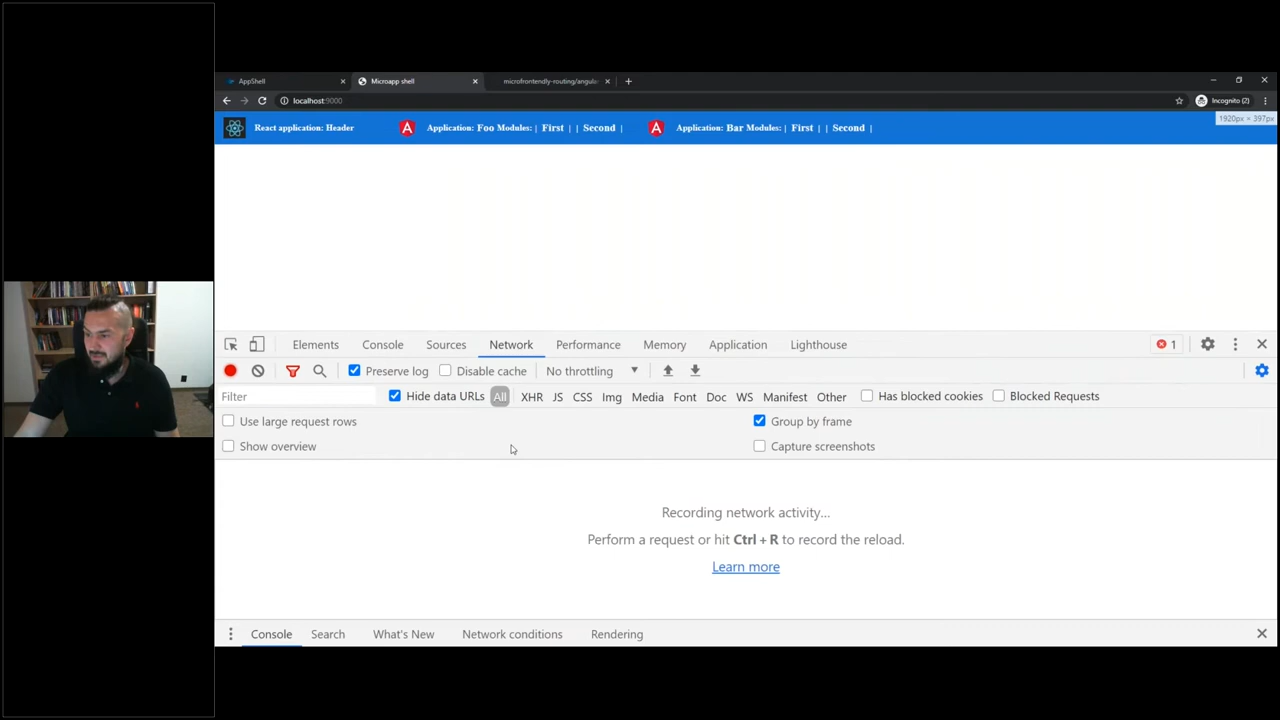 AppShell
Microapp shell
microfrontendly-routing/angula
localhost:9000
Incognito (2)
React application: Header
Application: Foo Modules: | First | | Second |
Application: Bar Modules: | First | | Second |
1920px × 397px
Elements Console Sources Network Performance Memory Application Lighthouse 1
Preserve log Disable cache No throttling
Filter Hide data URLs All XHR JS CSS Img Media Font Doc WS Manifest Other Has blocked cookies Blocked Requests
Use large request rows Group by frame
Show overview Capture screenshots
Recording network activity...
Perform a request or hit Ctrl + R to record the reload.
Learn more
Console Search What's New Network conditions Rendering